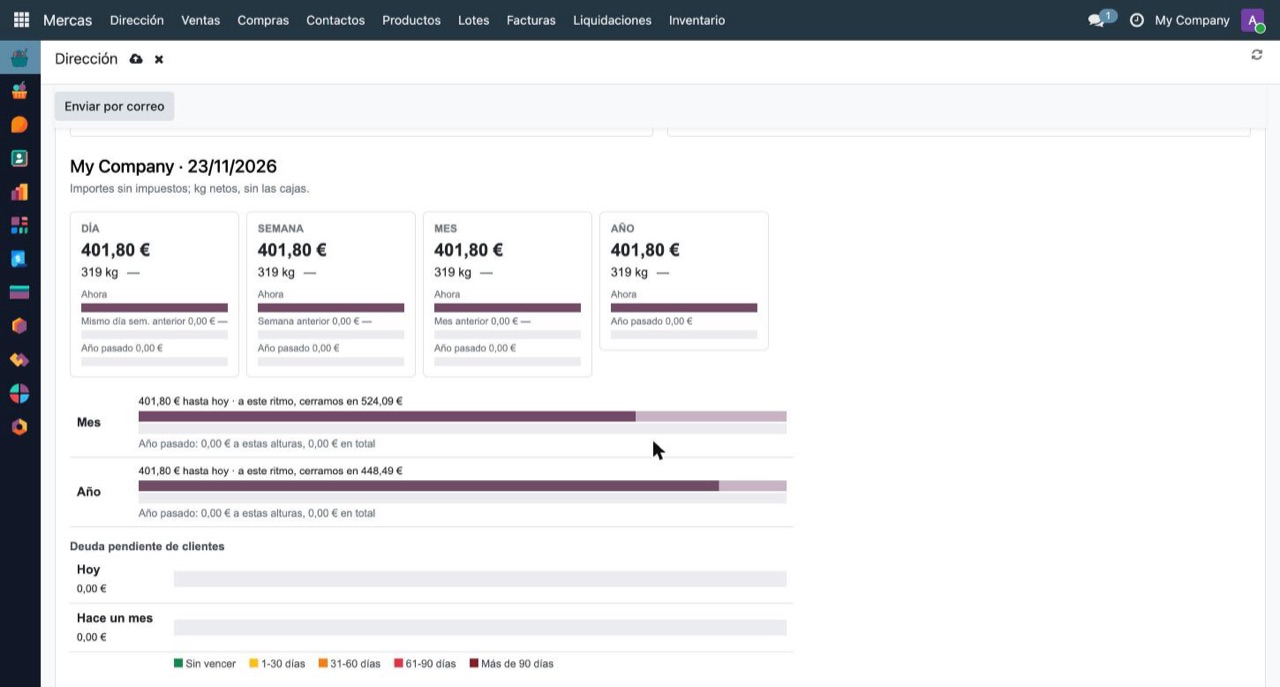 Mercas Dirección Ventas Compras Contactos Productos Lotes Facturas Liquidaciones Inventario 1 My Company A
Dirección
Enviar por correo
My Company · 23/11/2026
Importes sin impuestos; kg netos, sin las cajas.
DÍA
401,80 €
319 kg —
Ahora
Mismo día sem. anterior 0,00 € —
Año pasado 0,00 €
SEMANA
401,80 €
319 kg —
Ahora
Semana anterior 0,00 € —
Año pasado 0,00 €
MES
401,80 €
319 kg —
Ahora
Mes anterior 0,00 € —
Año pasado 0,00 €
AÑO
401,80 €
319 kg —
Ahora
Año pasado 0,00 €
Mes
401,80 € hasta hoy · a este ritmo, cerramos en 524,09 €
Año pasado: 0,00 € a estas alturas, 0,00 € en total
Año
401,80 € hasta hoy · a este ritmo, cerramos en 448,49 €
Año pasado: 0,00 € a estas alturas, 0,00 € en total
Deuda pendiente de clientes
Hoy
0,00 €
Hace un mes
0,00 €
Sin vencer 1-30 días 31-60 días 61-90 días Más de 90 días